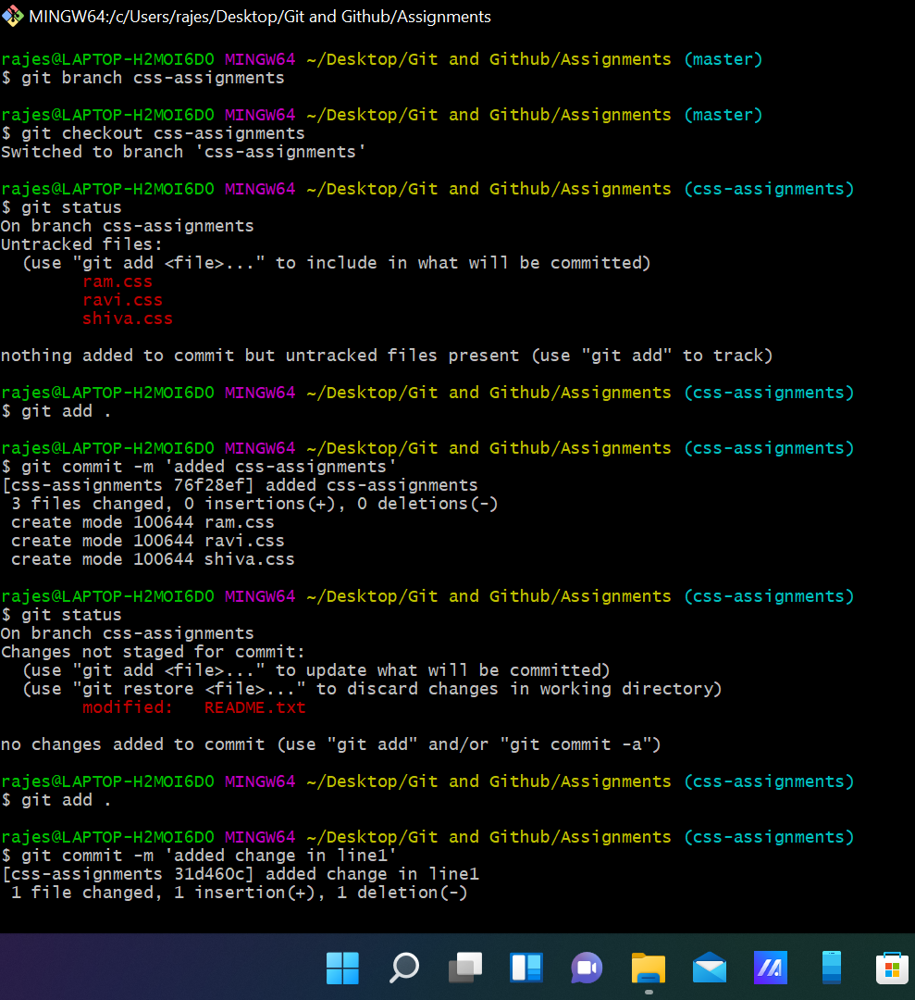 MINGW64:/c/Users/rajes/Desktop/Git and Github/Assignments
rajes@LAPTOP-H2MOI6DO MINGW64 ~/Desktop/Git and Github/Assignments (master)
$ git branch css-assignments
rajes@LAPTOP-H2MOI6DO MINGW64 ~/Desktop/Git and Github/Assignments (master)
$ git checkout css-assignments
Switched to branch 'css-assignments'
rajes@LAPTOP-H2MOI6DO MINGW64 ~/Desktop/Git and Github/Assignments (css-assignments)
$ git status
On branch css-assignments
Untracked files:
  (use "git add <file>..." to include in what will be committed)
        ram.css
        ravi.css
        shiva.css
nothing added to commit but untracked files present (use "git add" to track)
rajes@LAPTOP-H2MOI6DO MINGW64 ~/Desktop/Git and Github/Assignments (css-assignments)
$ git add .
rajes@LAPTOP-H2MOI6DO MINGW64 ~/Desktop/Git and Github/Assignments (css-assignments)
$ git commit -m 'added css-assignments'
[css-assignments 76f28ef] added css-assignments
 3 files changed, 0 insertions(+), 0 deletions(-)
 create mode 100644 ram.css
 create mode 100644 ravi.css
 create mode 100644 shiva.css
rajes@LAPTOP-H2MOI6DO MINGW64 ~/Desktop/Git and Github/Assignments (css-assignments)
$ git status
On branch css-assignments
Changes not staged for commit:
  (use "git add <file>..." to update what will be committed)
  (use "git restore <file>..." to discard changes in working directory)
        modified:   README.txt
no changes added to commit (use "git add" and/or "git commit -a")
rajes@LAPTOP-H2MOI6DO MINGW64 ~/Desktop/Git and Github/Assignments (css-assignments)
$ git add .
rajes@LAPTOP-H2MOI6DO MINGW64 ~/Desktop/Git and Github/Assignments (css-assignments)
$ git commit -m 'added change in line1'
[css-assignments 31d460c] added change in line1
 1 file changed, 1 insertion(+), 1 deletion(-)